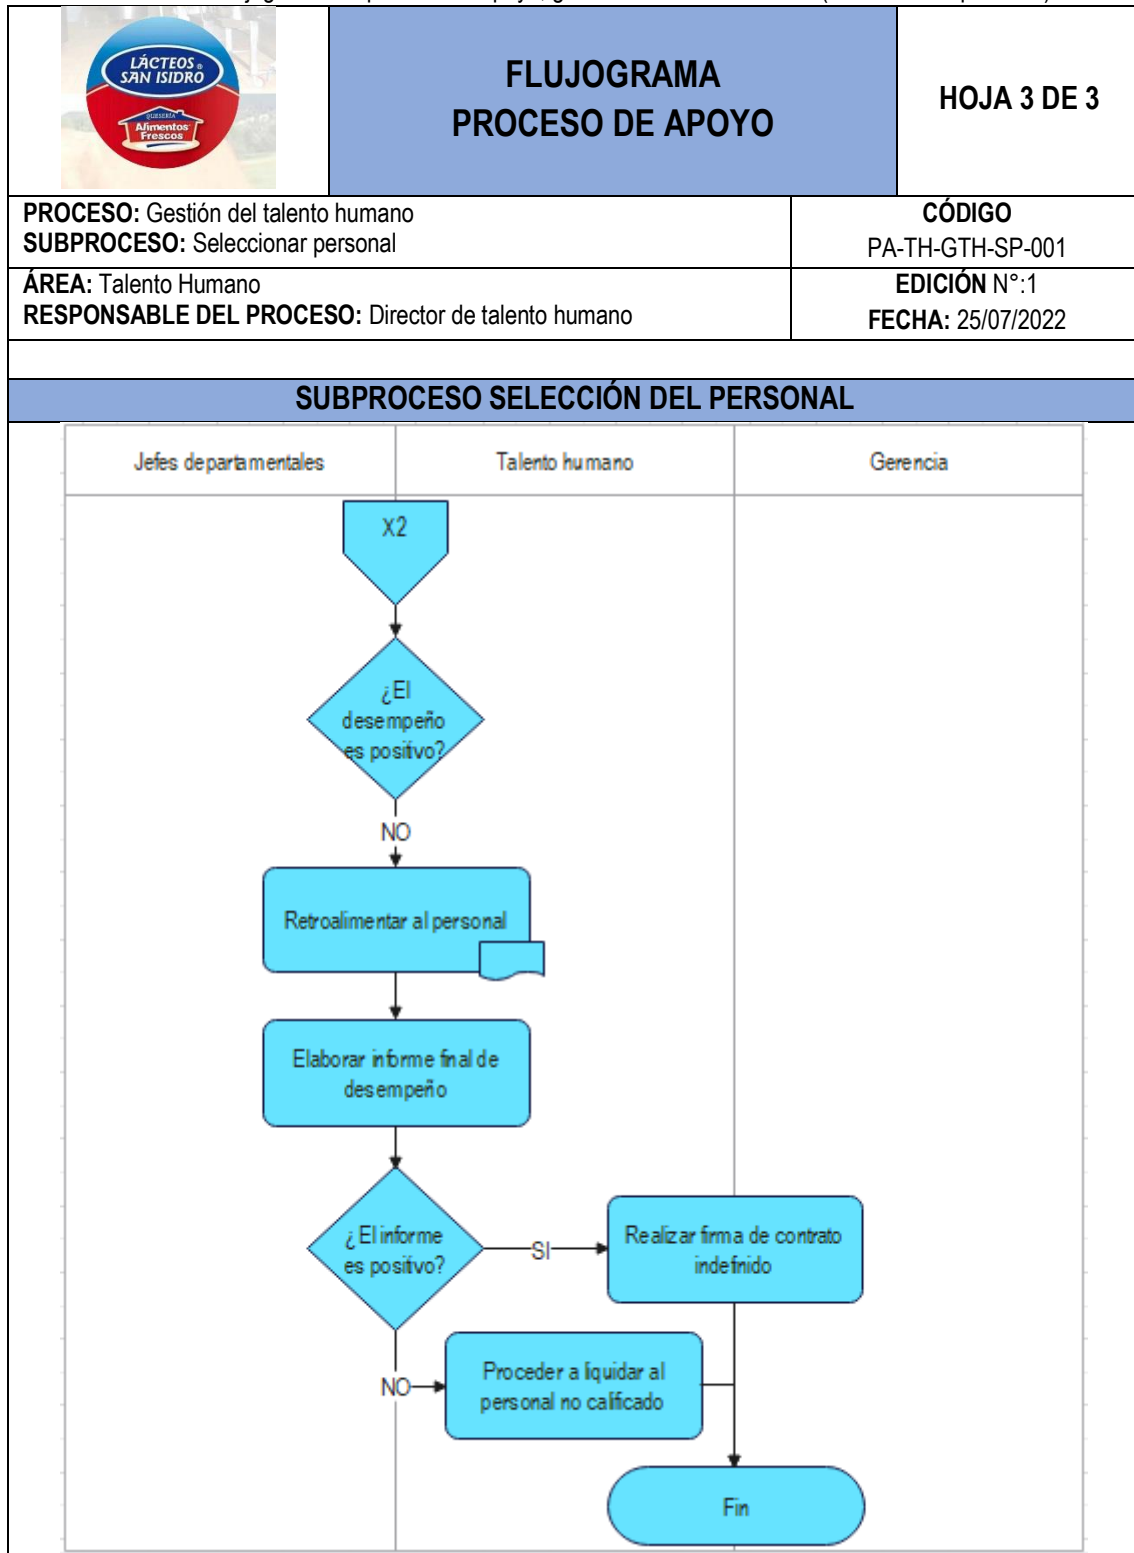 LÁCTEOS
SAN ISIDRO
QUESERÍA
Alimentos
Frescos
FLUJOGRAMA
PROCESO DE APOYO
HOJA 3 DE 3
PROCESO: Gestión del talento humano
SUBPROCESO: Seleccionar personal
CÓDIGO
PA-TH-GTH-SP-001
ÁREA: Talento Humano
RESPONSABLE DEL PROCESO: Director de talento humano
EDICIÓN N°:1
FECHA: 25/07/2022
SUBPROCESO SELECCIÓN DEL PERSONAL
Jefes departamentales
Talento humano
Gerencia
X2
¿El
desempeño
es positivo?
NO
Retroalimentar al personal
Elaborar informe final de
desempeño
¿El informe
es positivo?
SI
Realizar firma de contrato
indefinido
NO
Proceder a liquidar al
personal no calificado
Fin